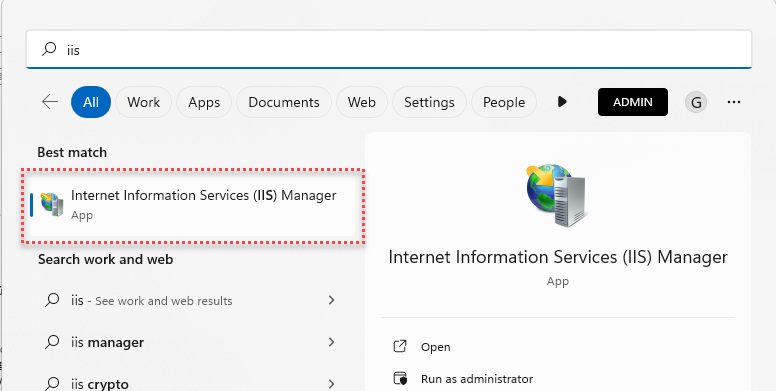 iis
All
Work
Apps
Documents
Web
Settings
People
ADMIN
G
Best match
Internet Information Services (IIS) Manager
App
Search work and web
iis - See work and web results
iis manager
iis crypto
Internet Information Services (IIS) Manager
App
Open
Run as administrator